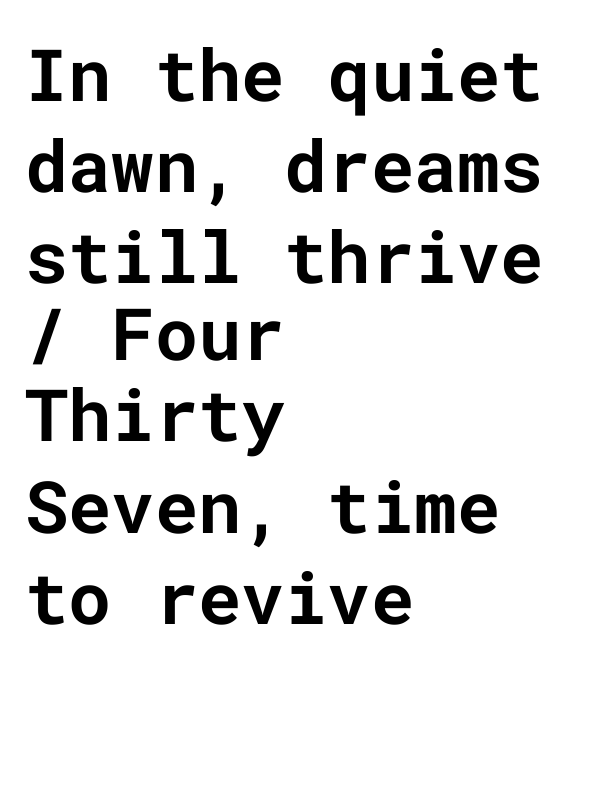 In the quiet
dawn, dreams
still thrive
/ Four
Thirty
Seven, time
to revive